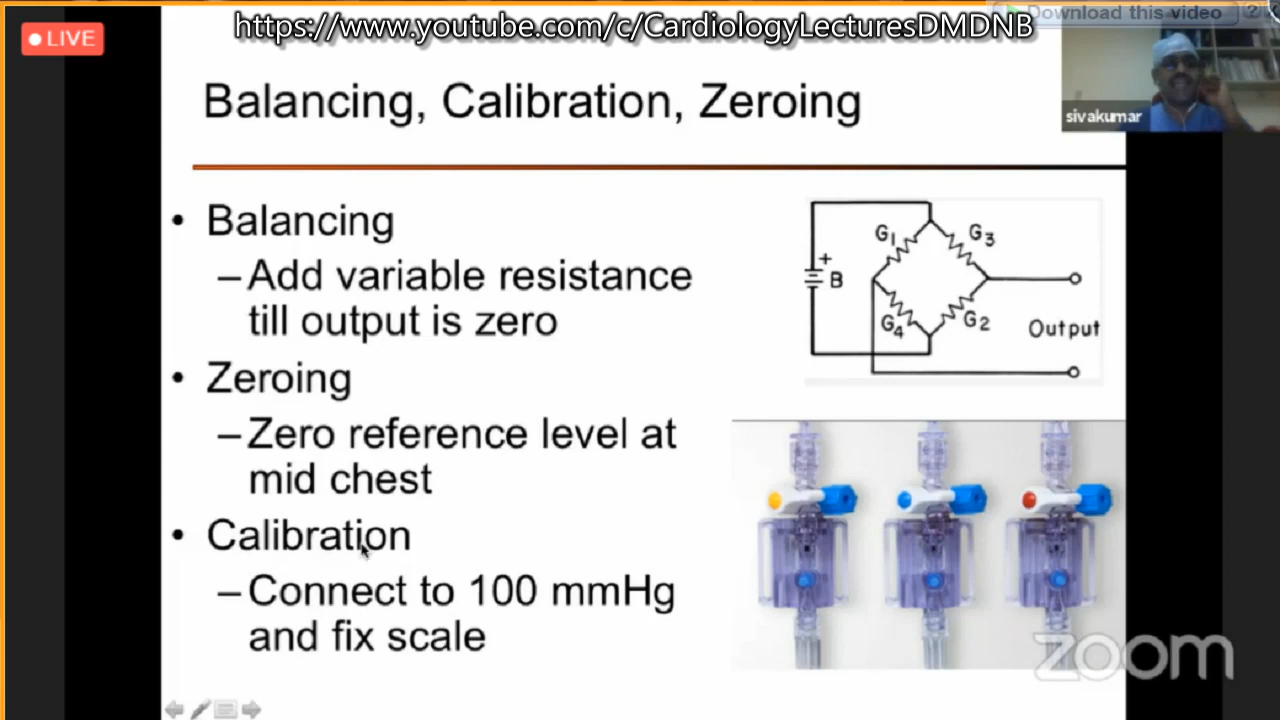 https://www.youtube.com/c/CardiologyLecturesDMDNB
Download this video
LIVE
sivakumar
Balancing, Calibration, Zeroing
• Balancing
–Add variable resistance
till output is zero
• Zeroing
–Zero reference level at
mid chest
• Calibration
–Connect to 100 mmHg
and fix scale
G1
G3
+
B
G4
G2
Output
zoom